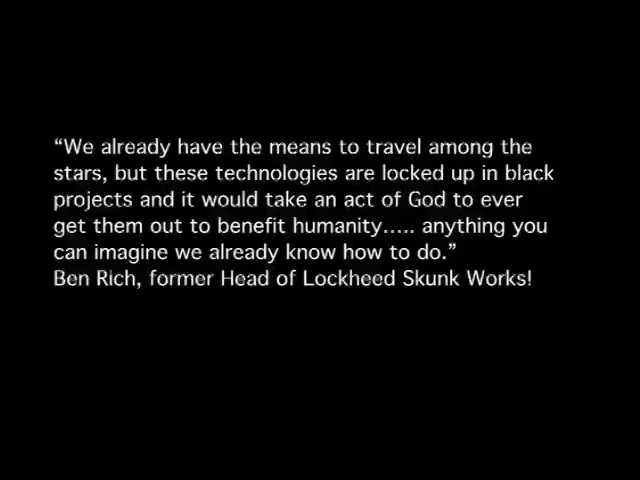 “We already have the means to travel among the
stars, but these technologies are locked up in black
projects and it would take an act of God to ever
get them out to benefit humanity..... anything you
can imagine we already know how to do.”
Ben Rich, former Head of Lockheed Skunk Works!